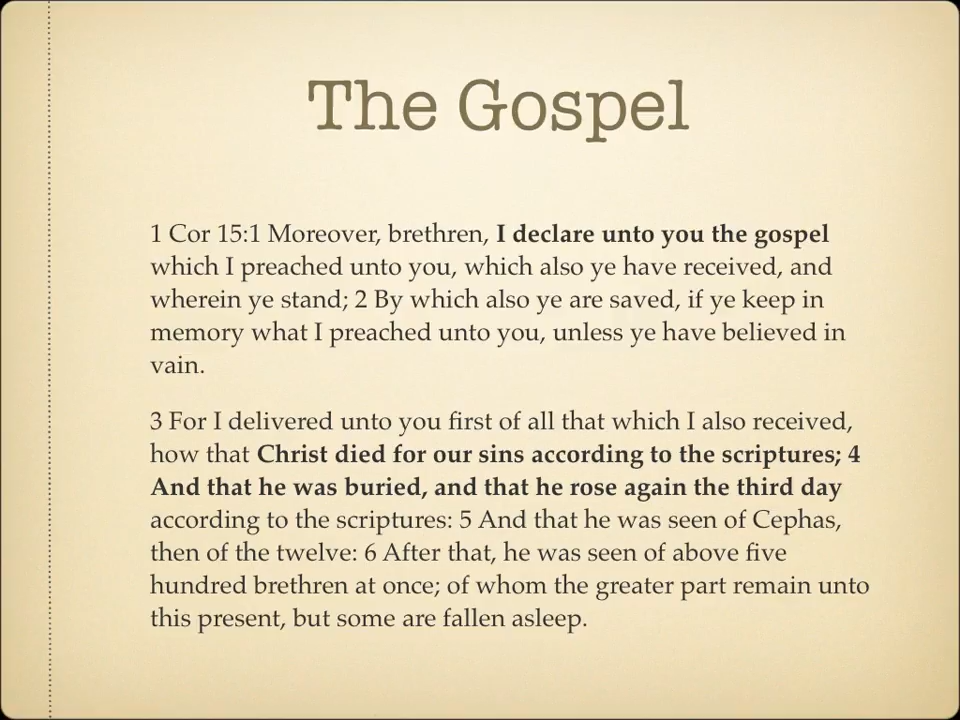 The Gospel
1 Cor 15:1 Moreover, brethren, I declare unto you the gospel
which I preached unto you, which also ye have received, and
wherein ye stand; 2 By which also ye are saved, if ye keep in
memory what I preached unto you, unless ye have believed in
vain.
3 For I delivered unto you first of all that which I also received,
how that Christ died for our sins according to the scriptures; 4
And that he was buried, and that he rose again the third day
according to the scriptures: 5 And that he was seen of Cephas,
then of the twelve: 6 After that, he was seen of above five
hundred brethren at once; of whom the greater part remain unto
this present, but some are fallen asleep.